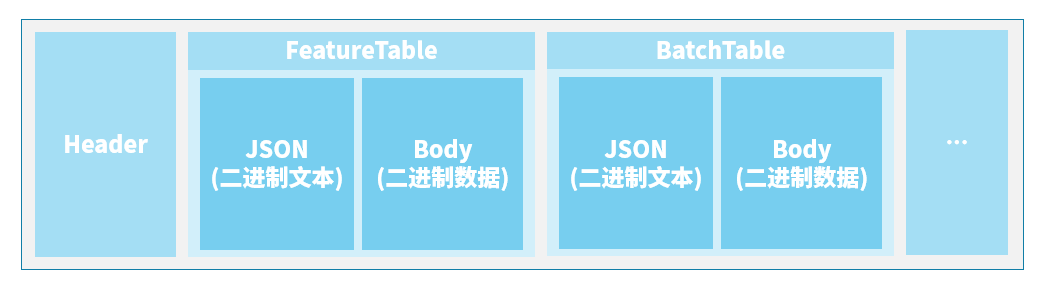 Header
FeatureTable
JSON
(二进制文本)
Body
(二进制数据)
BatchTable
JSON
(二进制文本)
Body
(二进制数据)
...